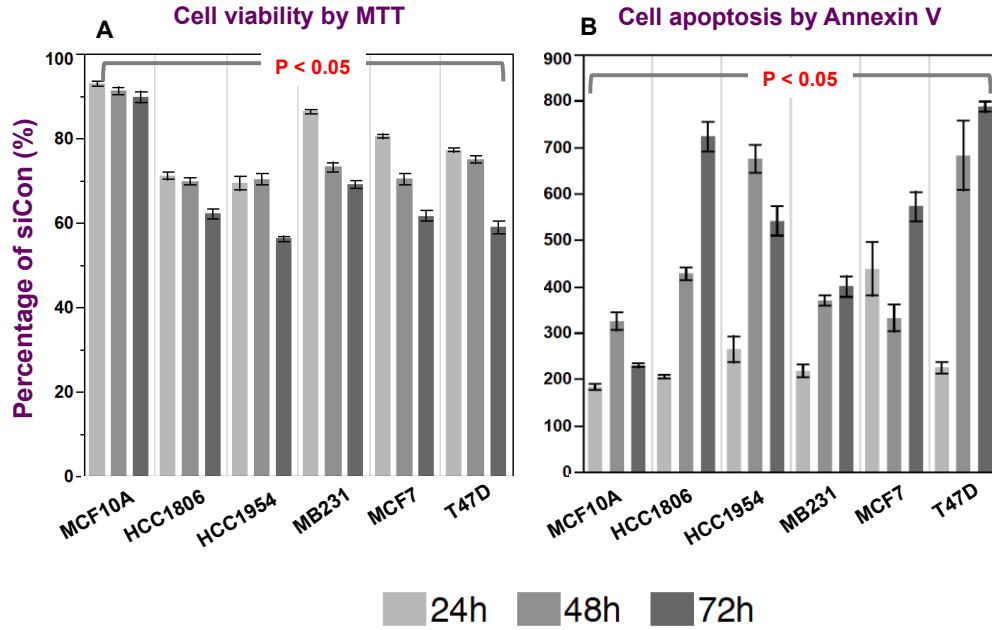 Cell viability by MTT
Cell apoptosis by Annexin V
A
B
P < 0.05
P < 0.05
Percentage of siCon (%)
100
80
60
40
20
0
900
800
700
600
500
400
300
200
100
0
MCF10A
HCC1806
HCC1954
MB231
MCF7
T47D
MCF10A
HCC1806
HCC1954
MB231
MCF7
T47D
24h 48h 72h